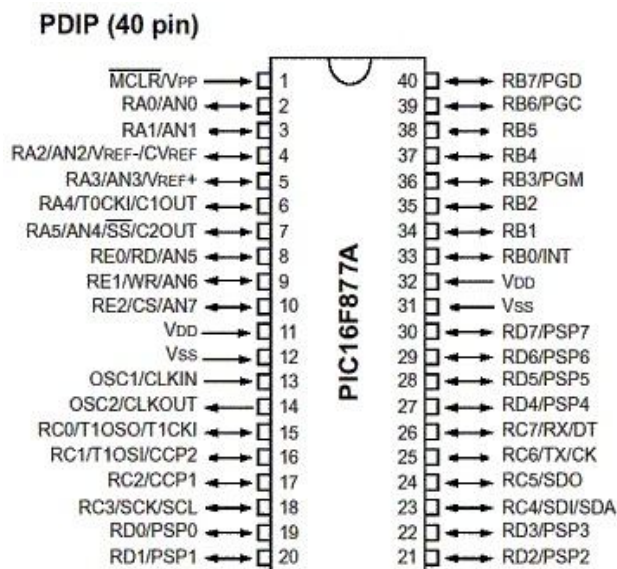 PDIP (40 pin)
MCLR/VPP 1 40 RB7/PGD
RA0/AN0 2 39 RB6/PGC
RA1/AN1 3 38 RB5
RA2/AN2/VREF-/CVREF 4 37 RB4
RA3/AN3/VREF+ 5 36 RB3/PGM
RA4/T0CKI/C1OUT 6 35 RB2
RA5/AN4/SS/C2OUT 7 34 RB1
RE0/RD/AN5 8 33 RB0/INT
RE1/WR/AN6 9 32 VDD
RE2/CS/AN7 10 31 VSS
VDD 11 30 RD7/PSP7
VSS 12 29 RD6/PSP6
OSC1/CLKIN 13 28 RD5/PSP5
OSC2/CLKOUT 14 27 RD4/PSP4
RC0/T1OSO/T1CKI 15 26 RC7/RX/DT
RC1/T1OSI/CCP2 16 25 RC6/TX/CK
RC2/CCP1 17 24 RC5/SDO
RC3/SCK/SCL 18 23 RC4/SDI/SDA
RD0/PSP0 19 22 RD3/PSP3
RD1/PSP1 20 21 RD2/PSP2
PIC16F877A